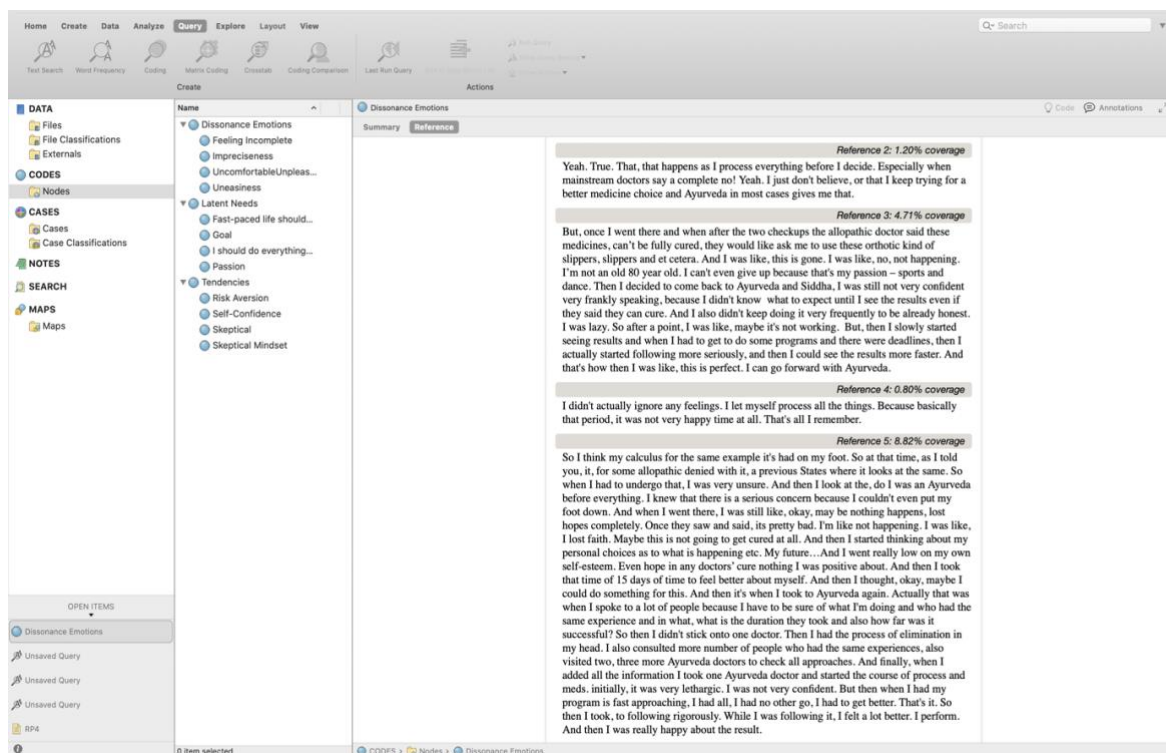 Home Create Data Analyze Query Explore Layout View
Search
Text Search Word Frequency Coding Matrix Coding Crosstab Coding Comparison Last Run Query
Create Actions
DATA
Files
File Classifications
Externals
CODES
Nodes
CASES
Cases
Case Classifications
NOTES
SEARCH
MAPS
Maps
OPEN ITEMS
Dissonance Emotions
Unsaved Query
Unsaved Query
Unsaved Query
RP4
Name
Dissonance Emotions
Feeling Incomplete
Impreciseness
UncomfortableUnpleas...
Uneasiness
Latent Needs
Fast-paced life should...
Goal
I should do everything...
Passion
Tendencies
Risk Aversion
Self-Confidence
Skeptical
Skeptical Mindset
0 item selected
Dissonance Emotions
Code Annotations
Summary Reference
Reference 2: 1.20% coverage
Yeah. True. That, that happens as I process everything before I decide. Especially when
mainstream doctors say a complete no! Yeah. I just don't believe, or that I keep trying for a
better medicine choice and Ayurveda in most cases gives me that.
Reference 3: 4.71% coverage
But, once I went there and when after the two checkups the allopathic doctor said these
medicines, can't be fully cured, they would like ask me to use these orthotic kind of
slippers, slippers and et cetera. And I was like, this is gone. I was like, no, not happening.
I'm not an old 80 year old. I can't even give up because that's my passion – sports and
dance. Then I decided to come back to Ayurveda and Siddha, I was still not very confident
very frankly speaking, because I didn't know what to expect until I see the results even if
they said they can cure. And I also didn't keep doing it very frequently to be already honest.
I was lazy. So after a point, I was like, maybe it's not working. But, then I slowly started
seeing results and when I had to get to do some programs and there were deadlines, then I
actually started following more seriously, and then I could see the results more faster. And
that's how then I was like, this is perfect. I can go forward with Ayurveda.
Reference 4: 0.80% coverage
I didn't actually ignore any feelings. I let myself process all the things. Because basically
that period, it was not very happy time at all. That's all I remember.
Reference 5: 8.82% coverage
So I think my calculus for the same example it's had on my foot. So at that time, as I told
you, it, for some allopathic denied with it, a previous States where it looks at the same. So
when I had to undergo that, I was very unsure. And then I look at the, do I was an Ayurveda
before everything. I knew that there is a serious concern because I couldn't even put my
foot down. And when I went there, I was still like, okay, may be nothing happens, lost
hopes completely. Once they saw and said, its pretty bad. I'm like not happening. I was like,
I lost faith. Maybe this is not going to get cured at all. And then I started thinking about my
personal choices as to what is happening etc. My future…And I went really low on my own
self-esteem. Even hope in any doctors' cure nothing I was positive about. And then I took
that time of 15 days of time to feel better about myself. And then I thought, okay, maybe I
could do something for this. And then it's when I took to Ayurveda again. Actually that was
when I spoke to a lot of people because I have to be sure of what I'm doing and who had the
same experience and in what, what is the duration they took and also how far was it
successful? So then I didn't stick onto one doctor. Then I had the process of elimination in
my head. I also consulted more number of people who had the same experiences, also
visited two, three more Ayurveda doctors to check all approaches. And finally, when I
added all the information I took one Ayurveda doctor and started the course of process and
meds. initially, it was very lethargic. I was not very confident. But then when I had my
program is fast approaching, I had all, I had no other go, I had to get better. That's it. So
then I took, to following rigorously. While I was following it, I felt a lot better. I perform.
And then I was really happy about the result.
CODES > Nodes > Dissonance Emotions